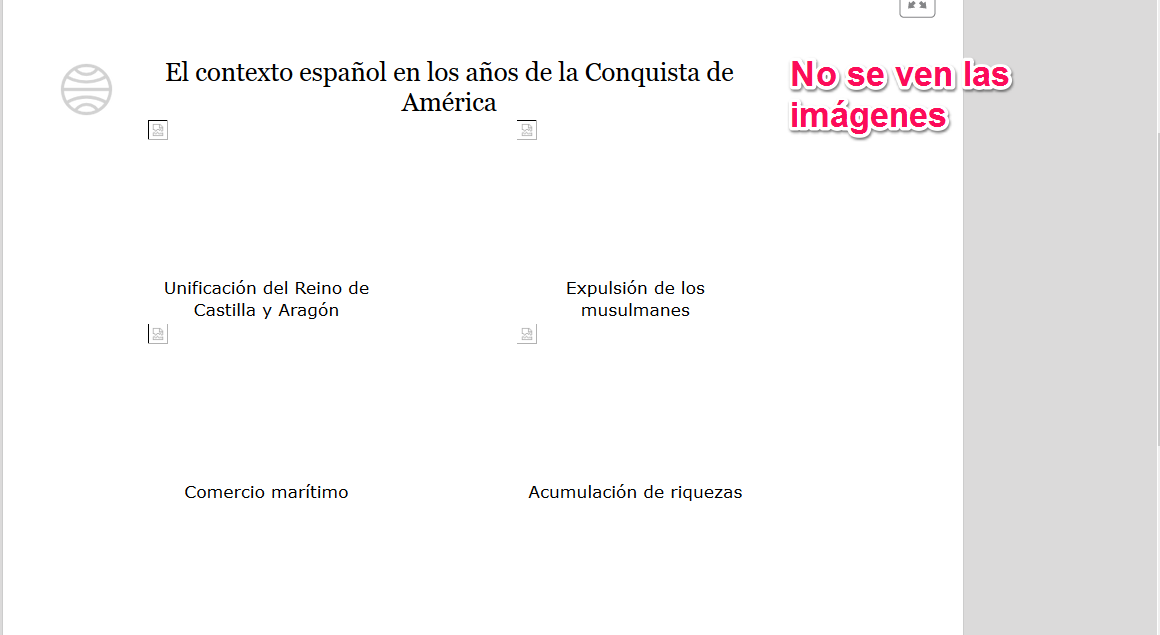 El contexto español en los años de la Conquista de
América
No se ven las
imágenes
Unificación del Reino de
Castilla y Aragón
Expulsión de los
musulmanes
Comercio marítimo
Acumulación de riquezas